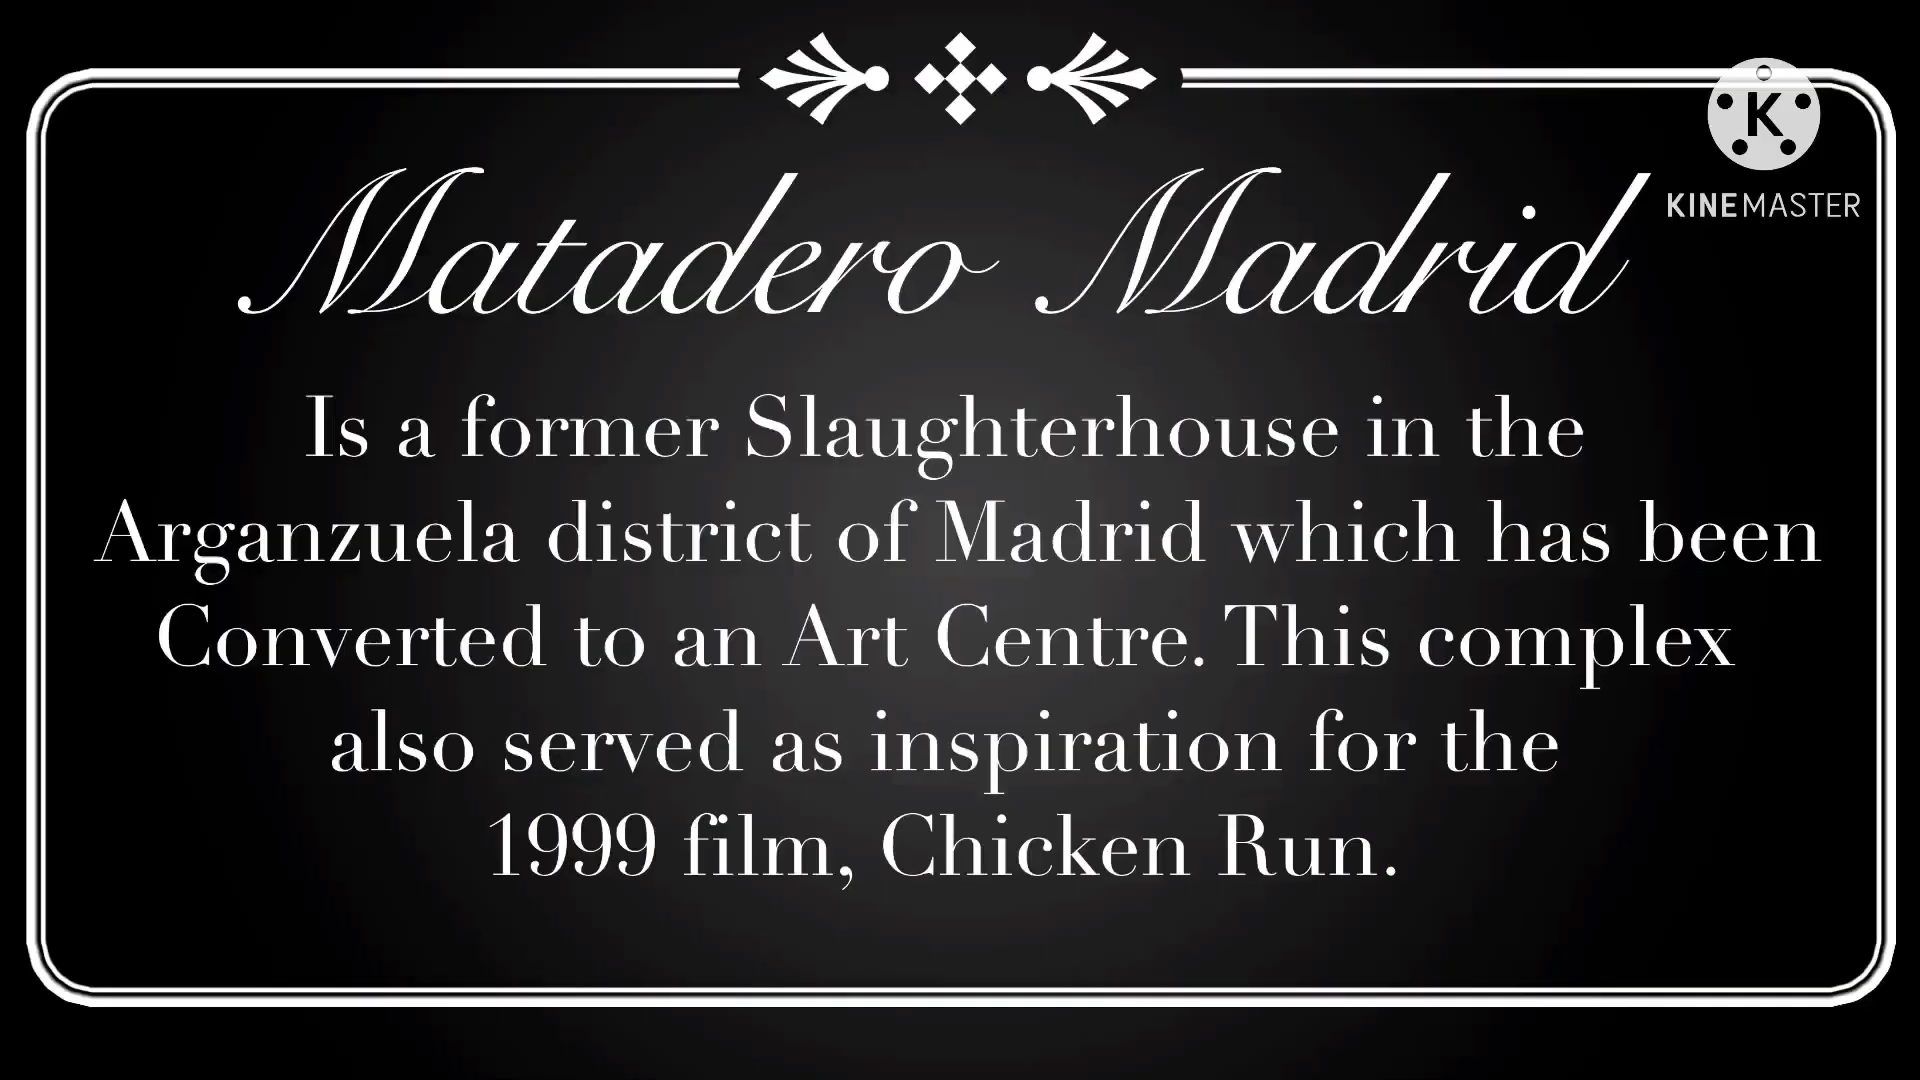 K
KINEMASTER
Matadero Madrid
Is a former Slaughterhouse in the
Arganzuela district of Madrid which has been
Converted to an Art Centre. This complex
also served as inspiration for the
1999 film, Chicken Run.